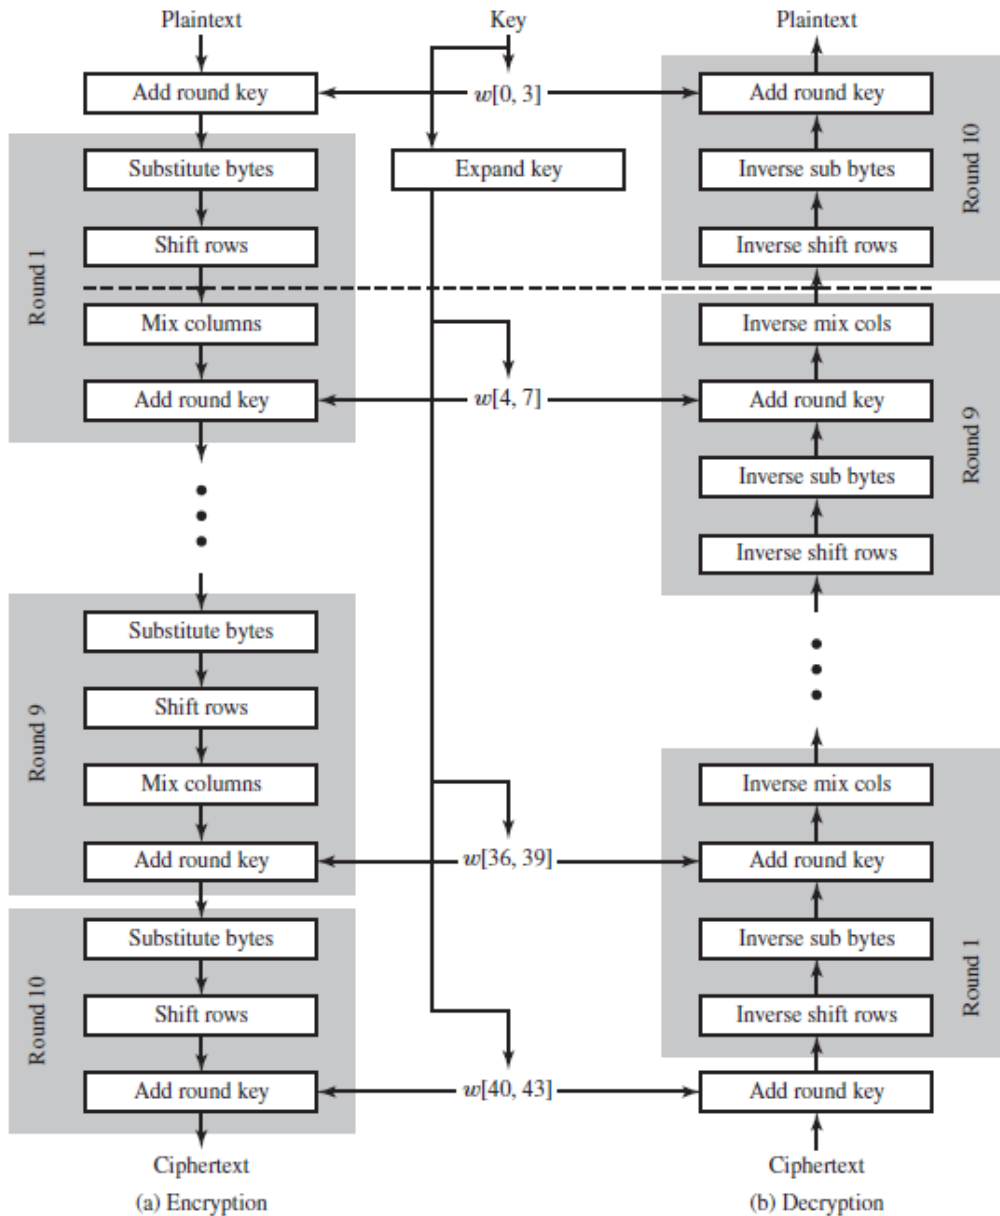 Plaintext
Key
Plaintext
Add round key
w[0, 3]
Add round key
Substitute bytes
Expand key
Inverse sub bytes
Shift rows
Inverse shift rows
Round 1
Round 10
Mix columns
Inverse mix cols
Add round key
w[4, 7]
Add round key
Inverse sub bytes
Round 9
Inverse shift rows
Substitute bytes
Shift rows
Round 9
Mix columns
Inverse mix cols
Add round key
w[36, 39]
Add round key
Substitute bytes
Inverse sub bytes
Round 10
Round 1
Shift rows
Inverse shift rows
Add round key
w[40, 43]
Add round key
Ciphertext
Ciphertext
(a) Encryption
(b) Decryption